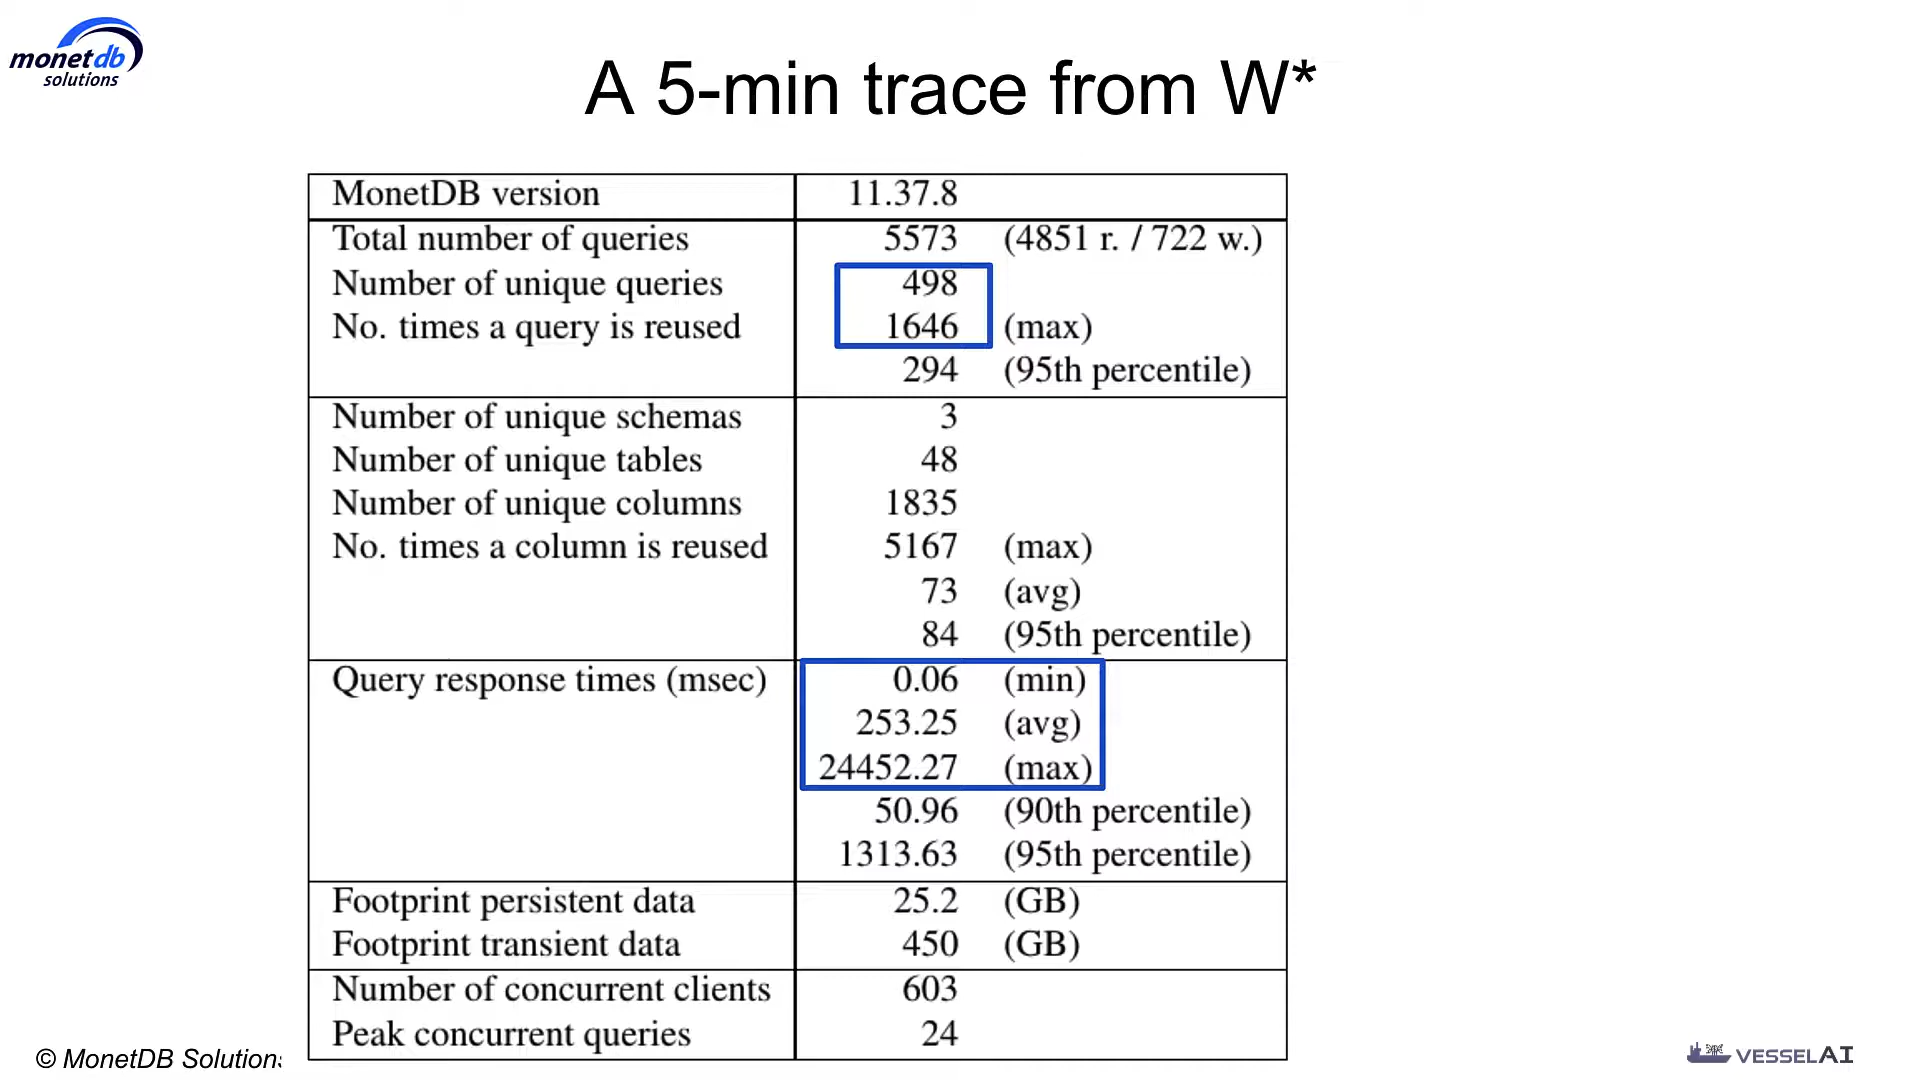 monetdb
solutions
A 5-min trace from W*
MonetDB version 11.37.8
Total number of queries 5573 (4851 r. / 722 w.)
Number of unique queries 498
No. times a query is reused 1646 (max)
294 (95th percentile)
Number of unique schemas 3
Number of unique tables 48
Number of unique columns 1835
No. times a column is reused 5167 (max)
73 (avg)
84 (95th percentile)
Query response times (msec) 0.06 (min)
253.25 (avg)
24452.27 (max)
50.96 (90th percentile)
1313.63 (95th percentile)
Footprint persistent data 25.2 (GB)
Footprint transient data 450 (GB)
Number of concurrent clients 603
Peak concurrent queries 24
© MonetDB Solutions
VESSELAI